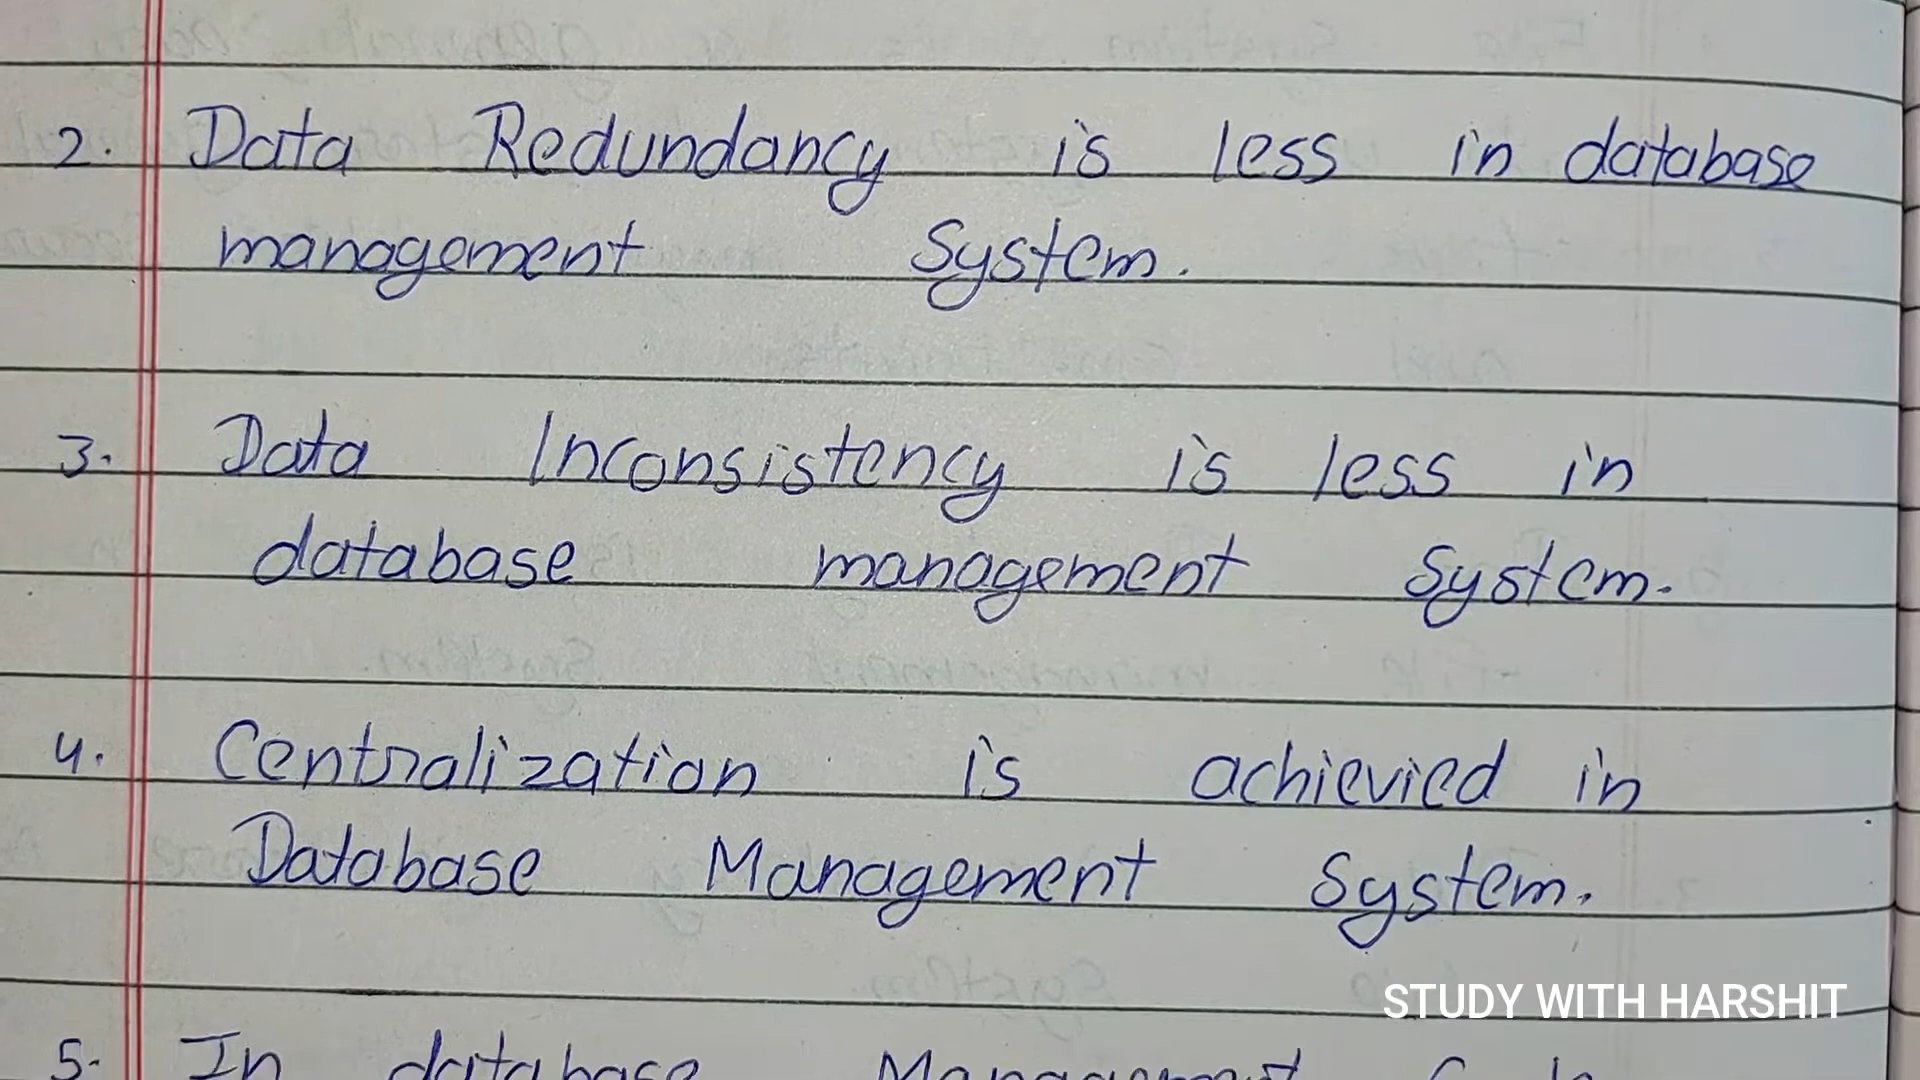 2. Data Redundancy is less in database
management System.
3. Data Inconsistency is less in
database management System.
4. Centralization is achievied in
Database Management System.
STUDY WITH HARSHIT
5. In database